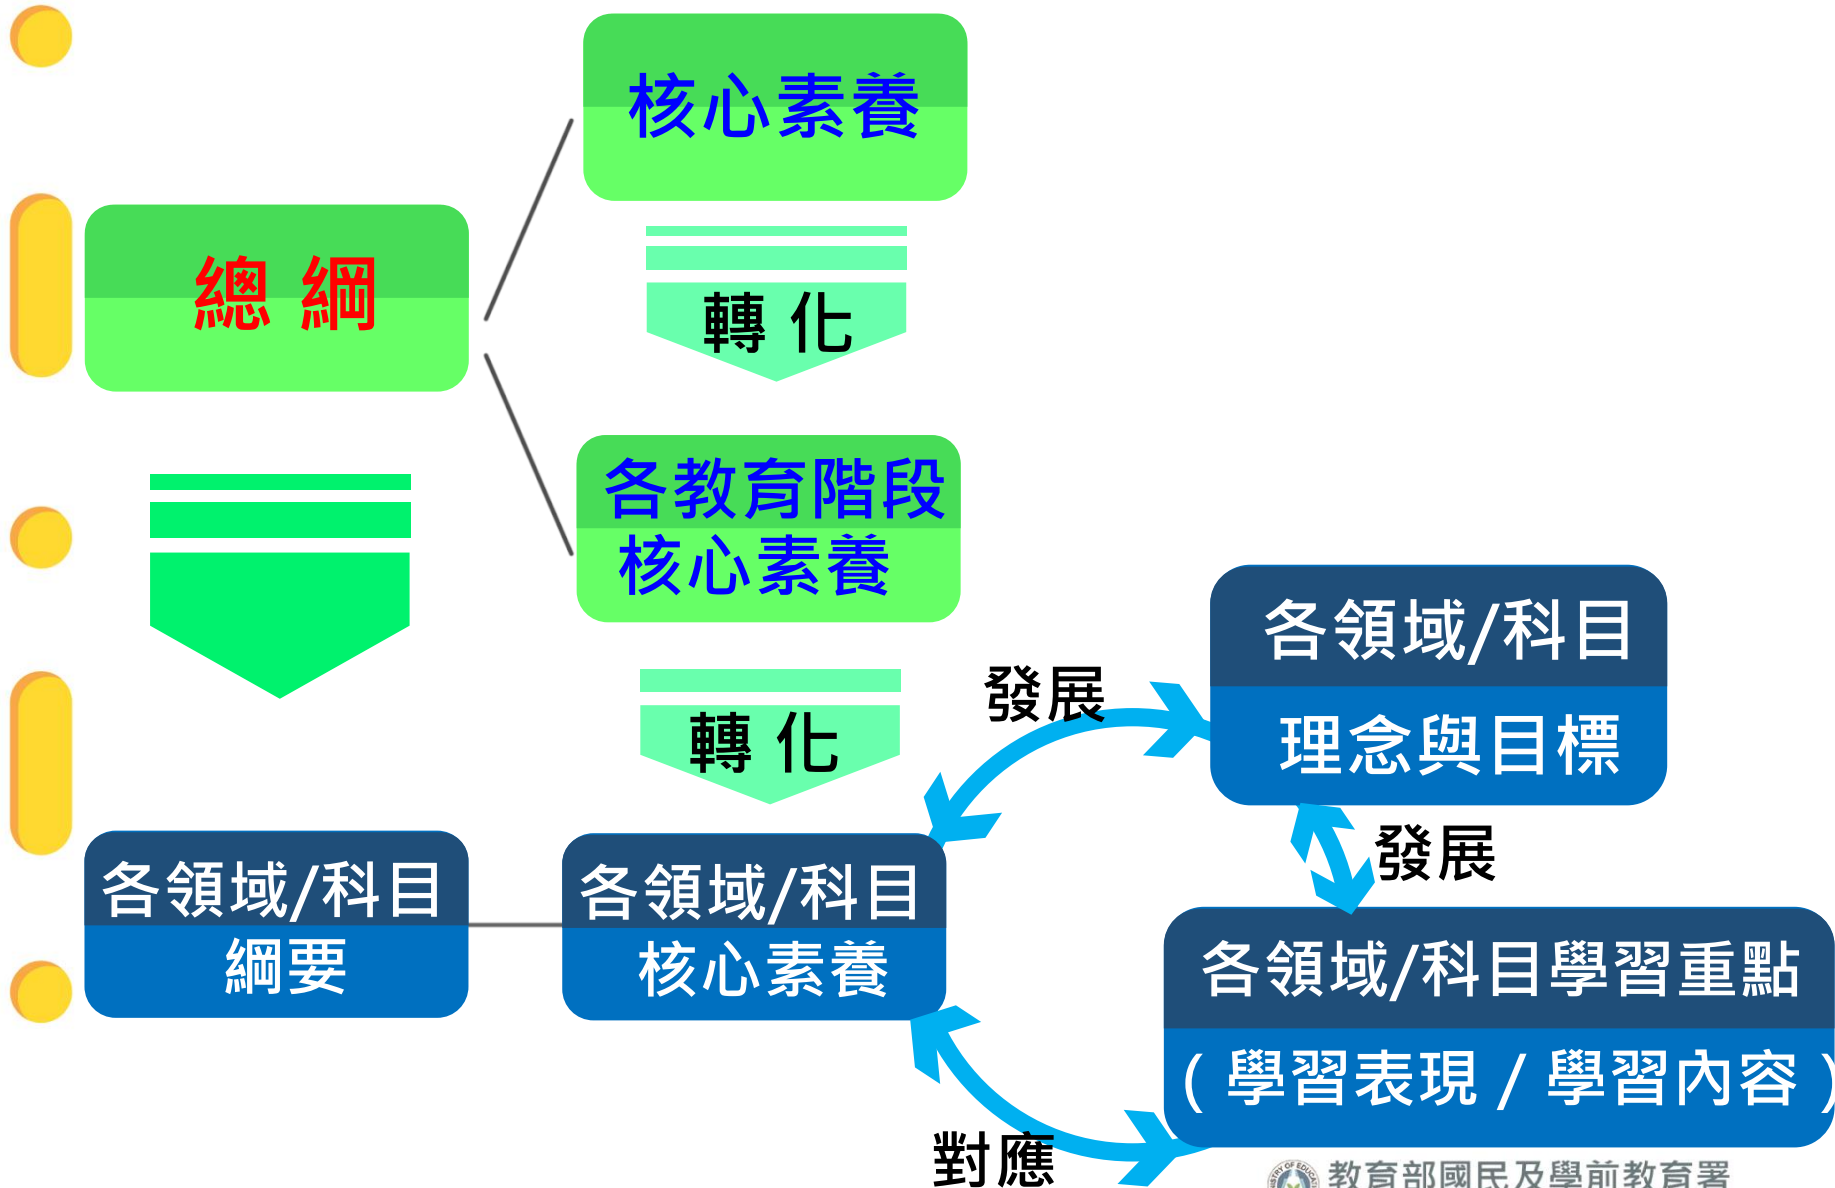 核心素養
總 綱
轉 化
各教育階段
核心素養
各領域/科目
理念與目標
發展
轉 化
發展
各領域/科目
綱要
各領域/科目
核心素養
各領域/科目學習重點
( 學習表現 / 學習內容 )
對應
教育部國民及學前教育署